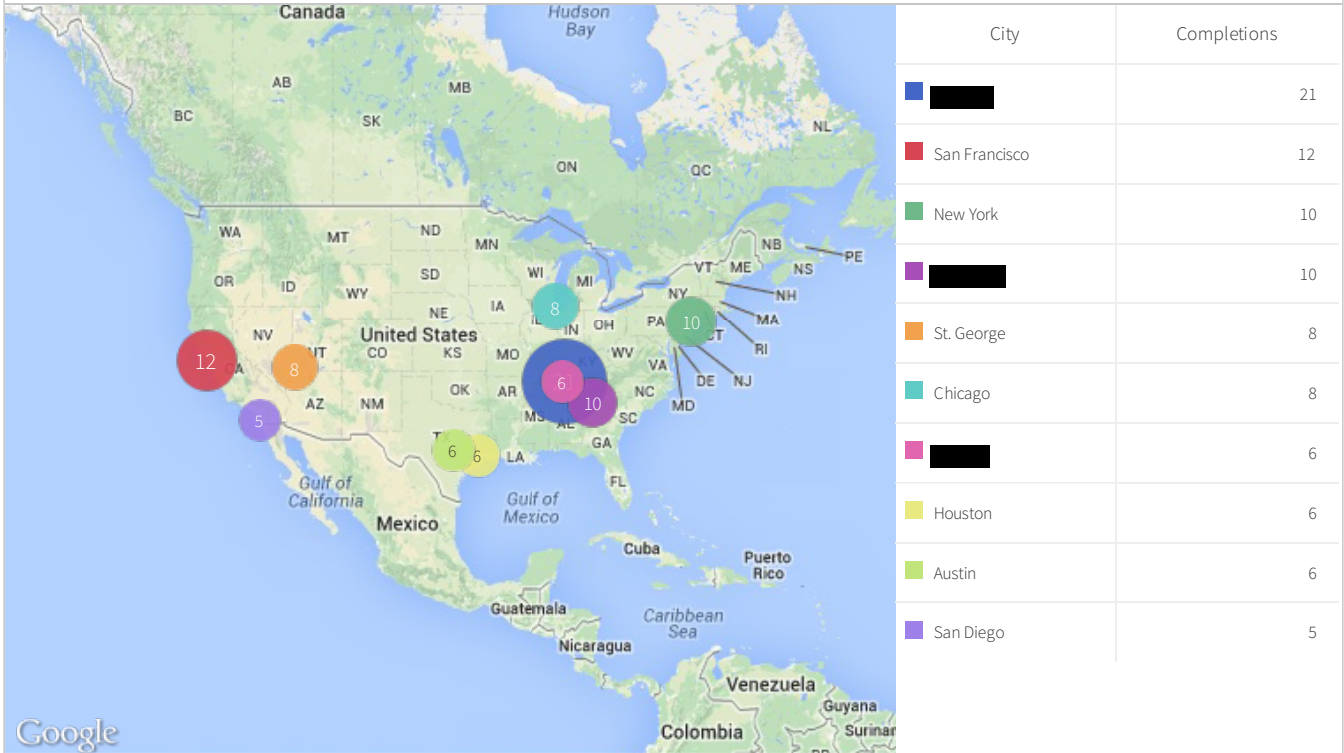 Canada
Hudson
Bay
AB
MB
BC
SK
NL
ON
QC
WA
MT
ND
MN
NB
PE
OR
ID
SD
WI
MI
VT
ME
NS
WY
IA
NY
NH
NE
MA
NV
United States
IN
OH
PA
CT
RI
UT
CO
KS
MO
KY
WV
VA
DE
NJ
CA
AZ
NM
OK
AR
NC
MD
MS
AL
SC
GA
LA
FL
12
8
5
8
10
6
10
6
6
Gulf of
California
Gulf of
Mexico
Mexico
Cuba
Puerto
Rico
Guatemala
Caribbean
Sea
Nicaragua
Venezuela
Guyana
Colombia
Surinar
Google
City Completions
21
San Francisco 12
New York 10
10
St. George 8
Chicago 8
6
Houston 6
Austin 6
San Diego 5